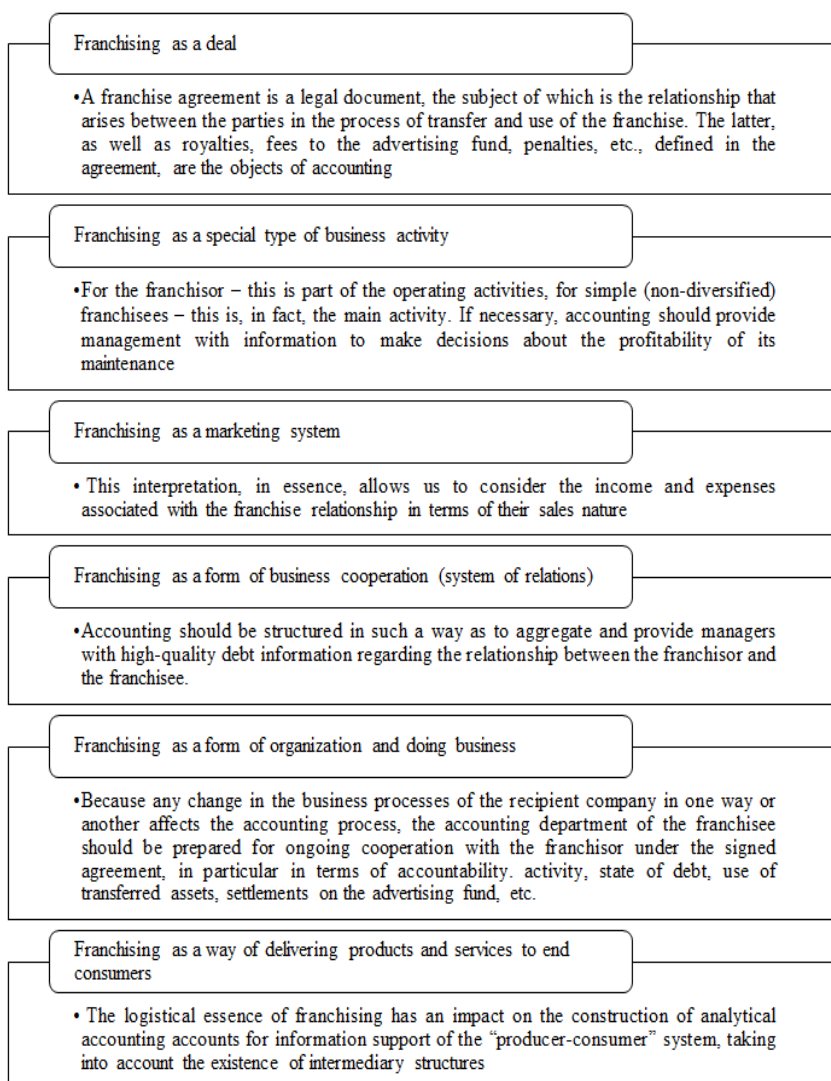 Franchising as a deal
•A franchise agreement is a legal document, the subject of which is the relationship that
arises between the parties in the process of transfer and use of the franchise. The latter,
as well as royalties, fees to the advertising fund, penalties, etc., defined in the
agreement, are the objects of accounting
Franchising as a special type of business activity
•For the franchisor – this is part of the operating activities, for simple (non-diversified)
franchisees – this is, in fact, the main activity. If necessary, accounting should provide
management with information to make decisions about the profitability of its
maintenance
Franchising as a marketing system
• This interpretation, in essence, allows us to consider the income and expenses
associated with the franchise relationship in terms of their sales nature
Franchising as a form of business cooperation (system of relations)
•Accounting should be structured in such a way as to aggregate and provide managers
with high-quality debt information regarding the relationship between the franchisor and
the franchisee.
Franchising as a form of organization and doing business
•Because any change in the business processes of the recipient company in one way or
another affects the accounting process, the accounting department of the franchisee
should be prepared for ongoing cooperation with the franchisor under the signed
agreement, in particular in terms of accountability. activity, state of debt, use of
transferred assets, settlements on the advertising fund, etc.
Franchising as a way of delivering products and services to end
consumers
• The logistical essence of franchising has an impact on the construction of analytical
accounting accounts for information support of the “producer-consumer” system, taking
into account the existence of intermediary structures